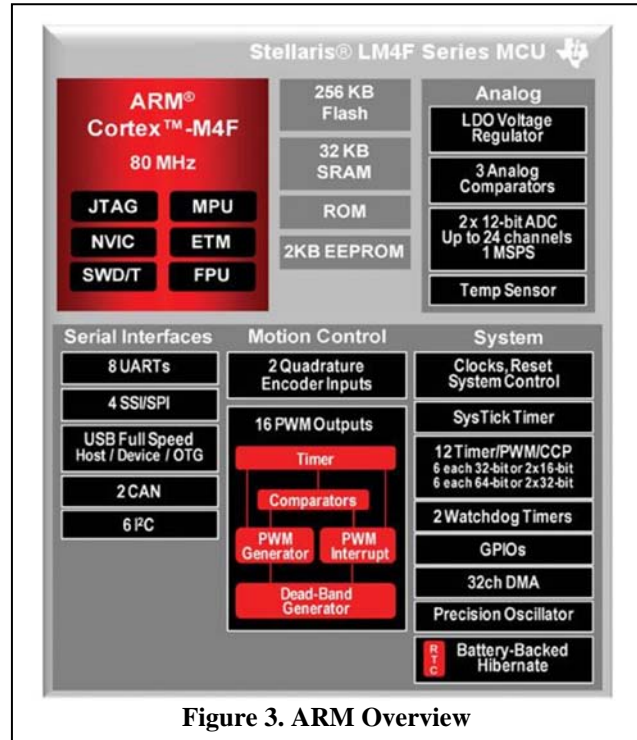 Stellaris® LM4F Series MCU
ARM®
Cortex™-M4F
80 MHz
JTAG
MPU
NVIC
ETM
SWD/T
FPU
256 KB
Flash
32 KB
SRAM
ROM
2KB EEPROM
Analog
LDO Voltage
Regulator
3 Analog
Comparators
2 x 12-bit ADC
Up to 24 channels
1 MSPS
Temp Sensor
Serial Interfaces
8 UARTs
4 SSI/SPI
USB Full Speed
Host / Device / OTG
2 CAN
6 I²C
Motion Control
2 Quadrature
Encoder Inputs
16 PWM Outputs
Timer
Comparators
PWM
Generator
PWM
Interrupt
Dead-Band
Generator
System
Clocks, Reset
System Control
SysTick Timer
12 Timer/PWM/CCP
6 each 32-bit or 2x16-bit
6 each 64-bit or 2x32-bit
2 Watchdog Timers
GPIOs
32ch DMA
Precision Oscillator
RTC
Battery-Backed
Hibernate
Figure 3. ARM Overview